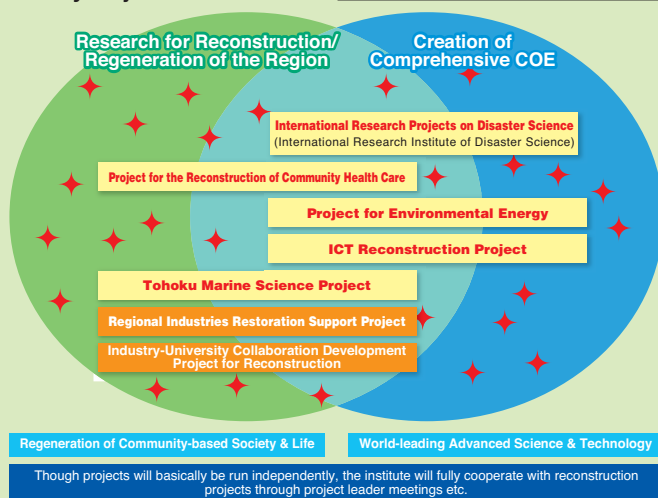 Research for Reconstruction/
Regeneration of the Region
Creation of
Comprehensive COE
International Research Projects on Disaster Science
(International Research Institute of Disaster Science)
Project for the Reconstruction of Community Health Care
Project for Environmental Energy
ICT Reconstruction Project
Tohoku Marine Science Project
Regional Industries Restoration Support Project
Industry-University Collaboration Development
Project for Reconstruction
Regeneration of Community-based Society & Life
World-leading Advanced Science & Technology
Though projects will basically be run independently, the institute will fully cooperate with reconstruction
projects through project leader meetings etc.